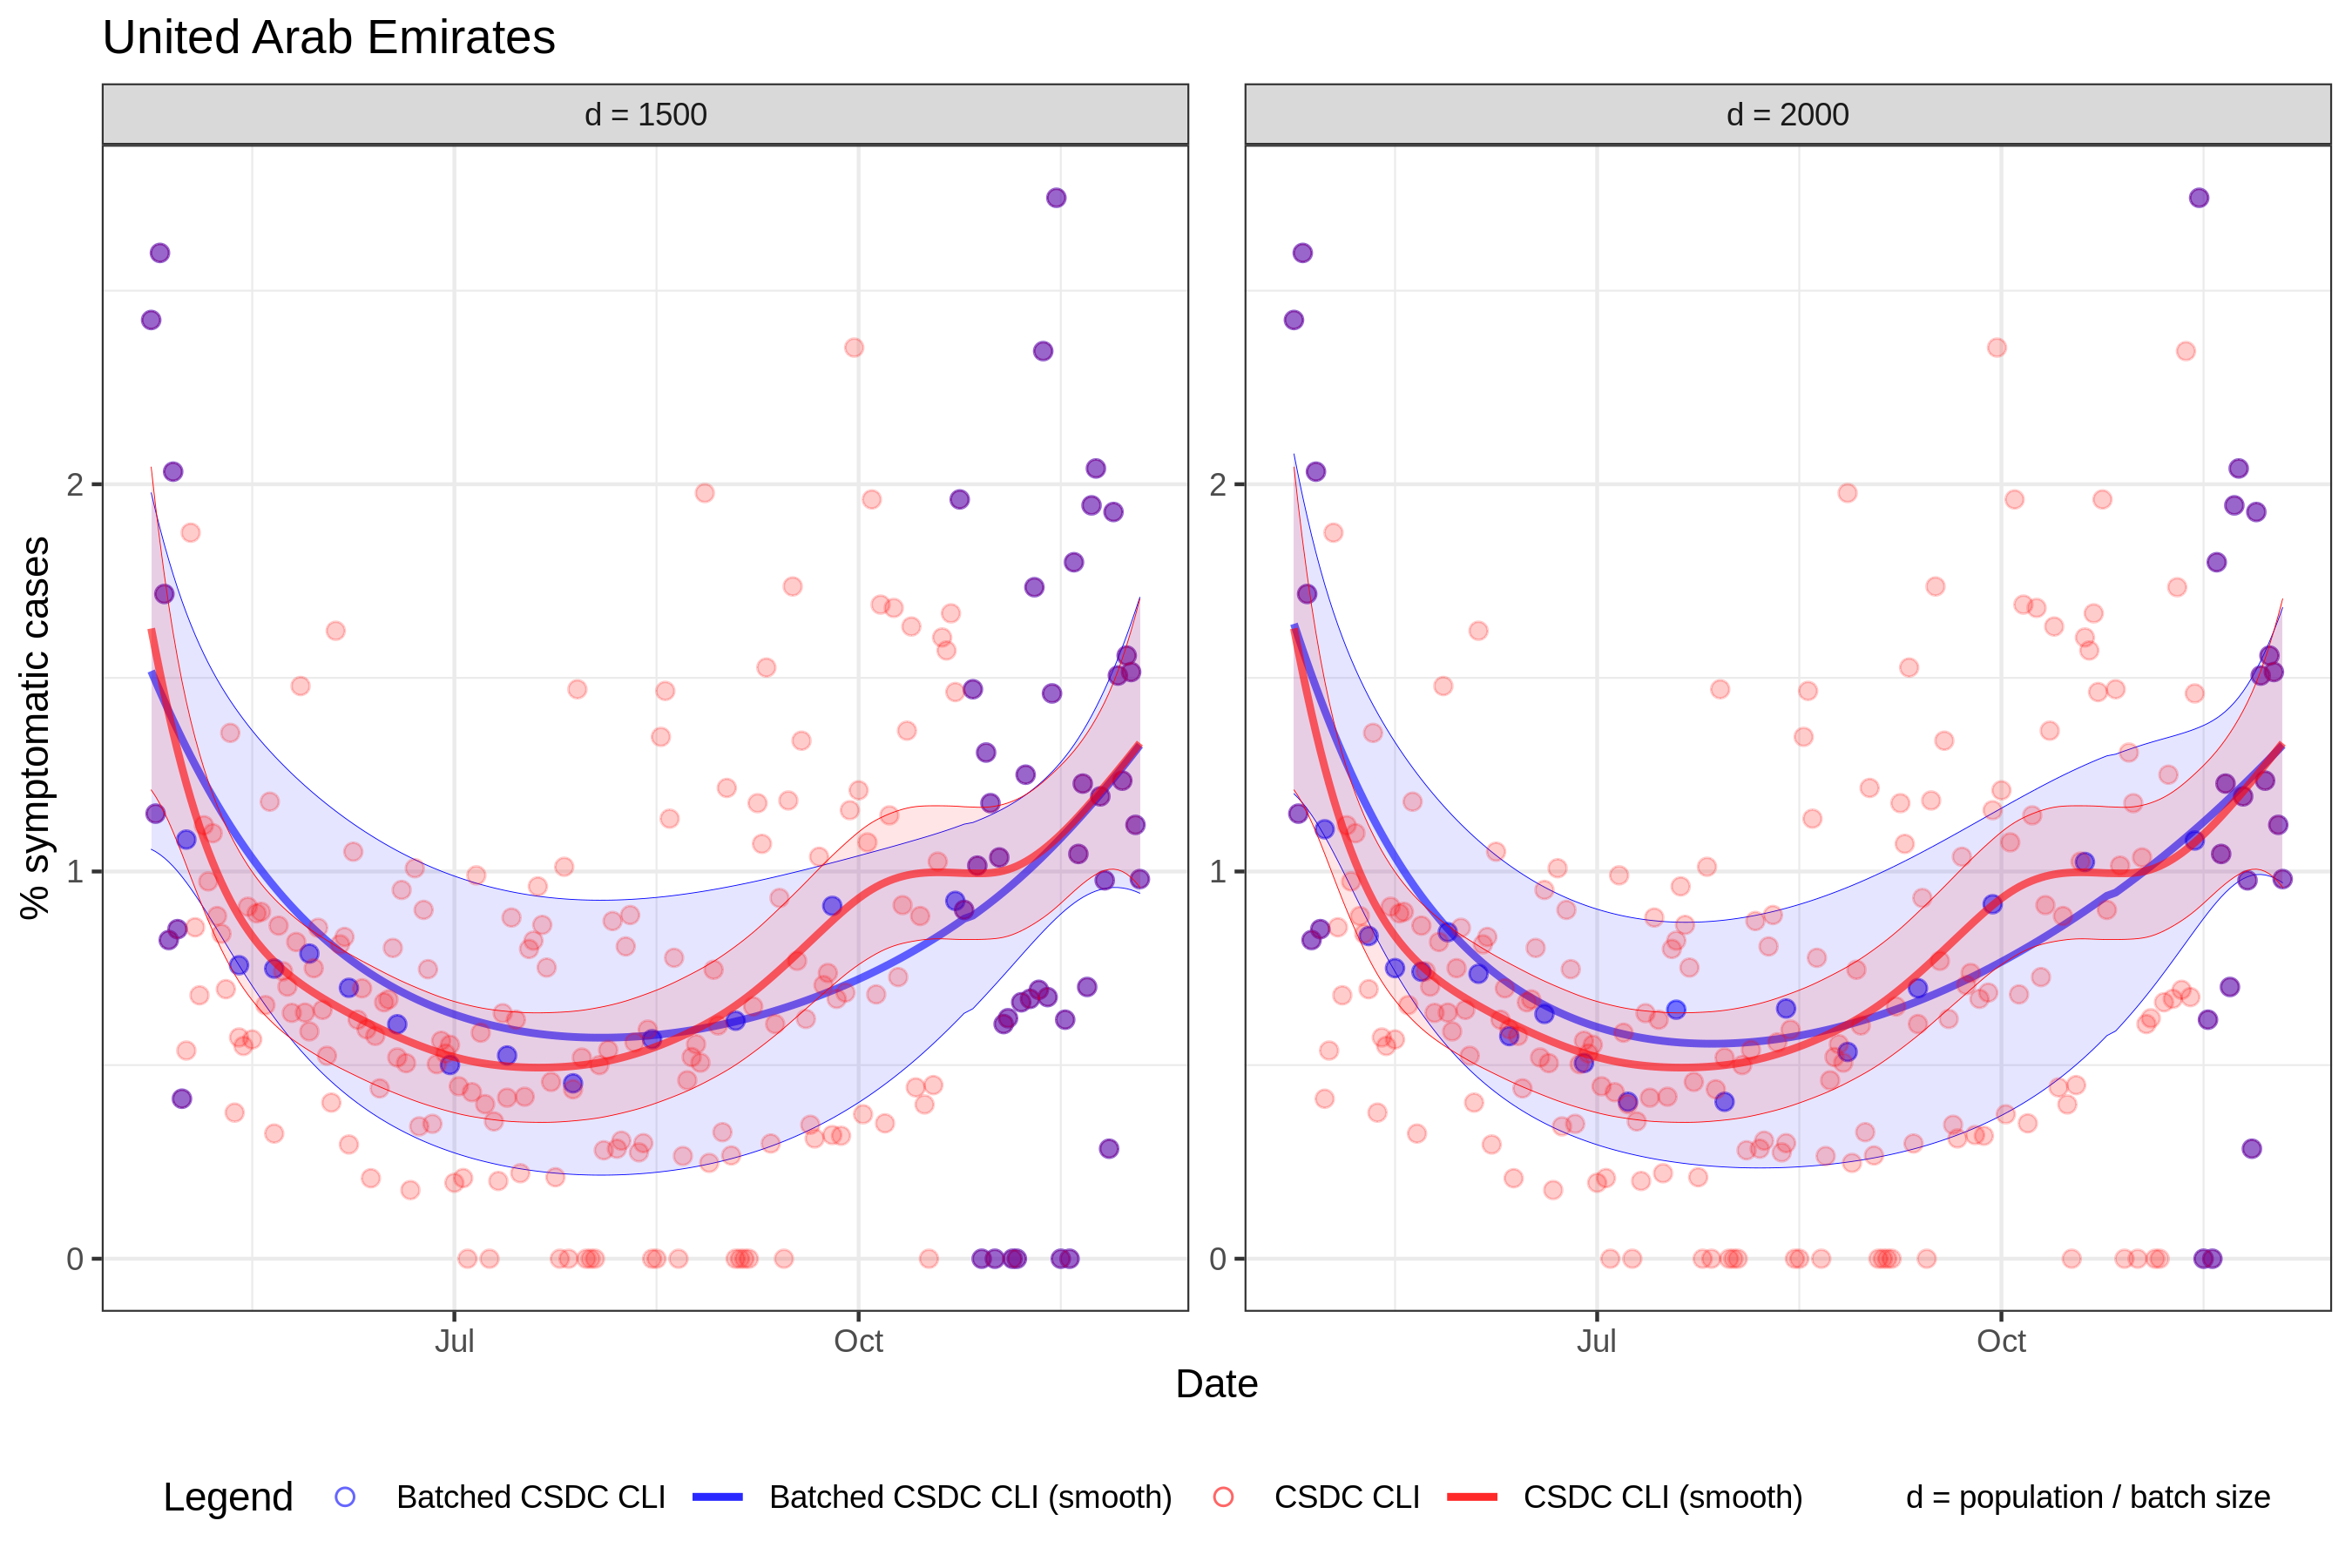 United Arab Emirates
d = 1500
d = 2000
% symptomatic cases
2
1
0
2
1
0
Jul
Oct
Jul
Oct
Date
Legend
Batched CSDC CLI
Batched CSDC CLI (smooth)
CSDC CLI
CSDC CLI (smooth)
d = population / batch size